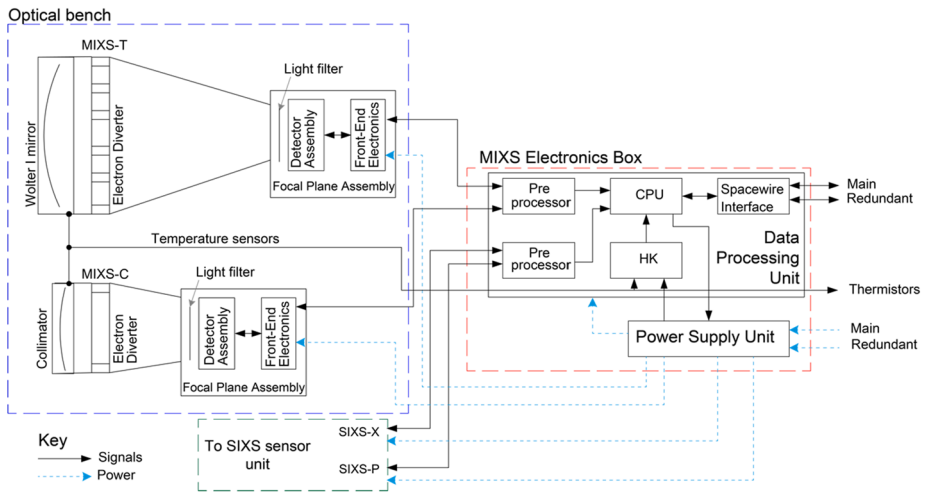 Optical bench
MIXS-T
Light filter
Wolter I mirror
Electron Diverter
Detector
Assembly
Front-End
Electronics
Focal Plane Assembly
Temperature sensors
MIXS-C
Light filter
Collimator
Electron
Diverter
Detector
Assembly
Front-End
Electronics
Focal Plane Assembly
MIXS Electronics Box
Pre
processor
CPU
Spacewire
Interface
Main
Redundant
Pre
processor
HK
Data
Processing
Unit
Thermistors
Power Supply Unit
Main
Redundant
To SIXS sensor
unit
SIXS-X
SIXS-P
Key
Signals
Power